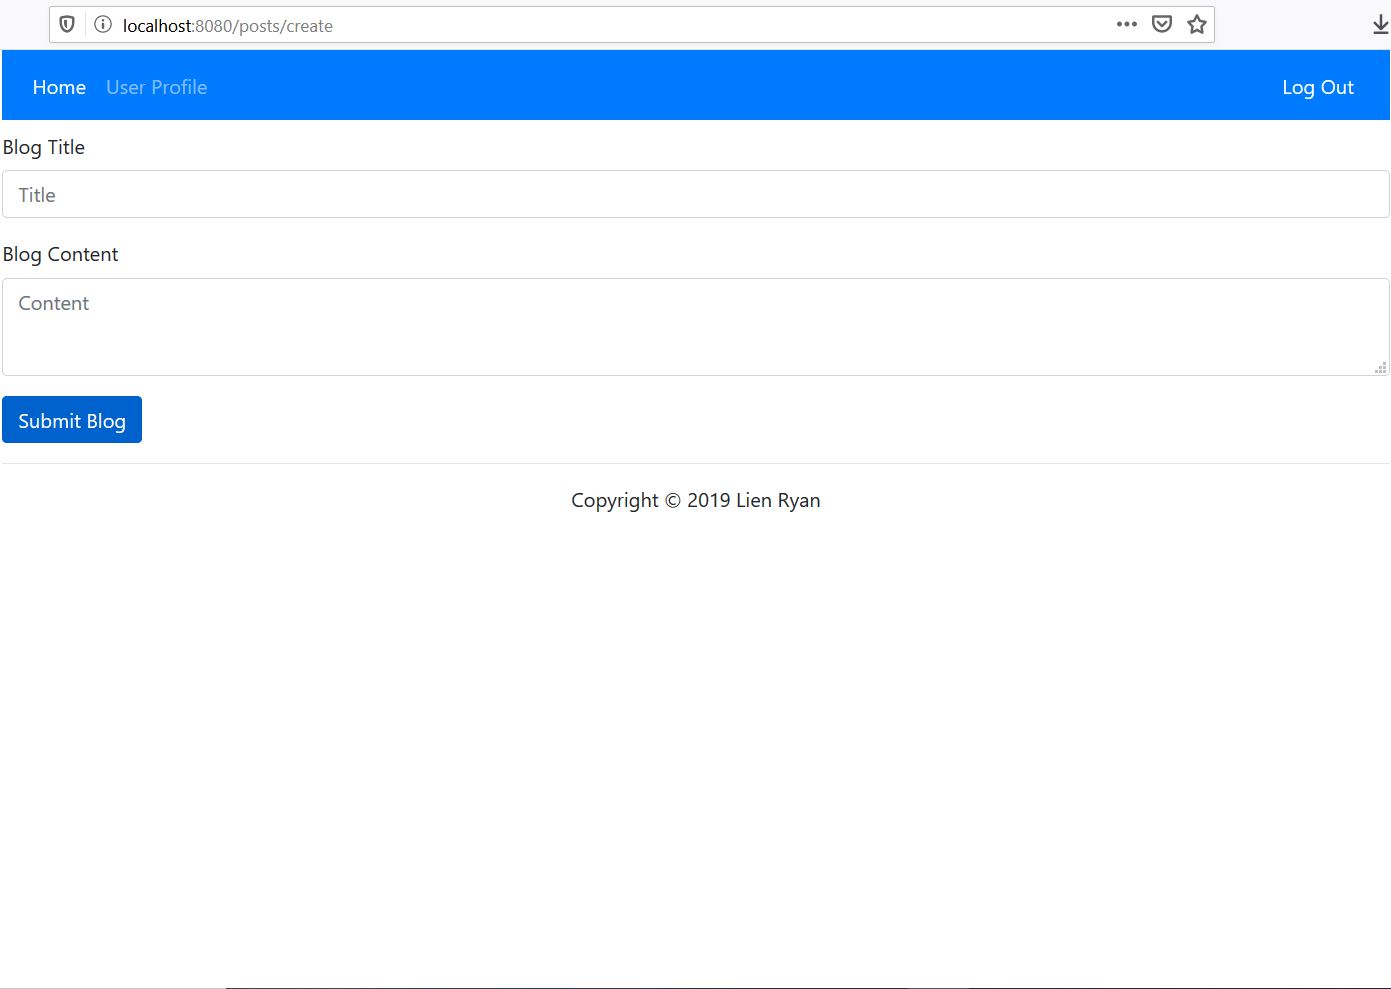 localhost:8080/posts/create
Home User Profile Log Out
Blog Title
Title
Blog Content
Content
Submit Blog
Copyright © 2019 Lien Ryan